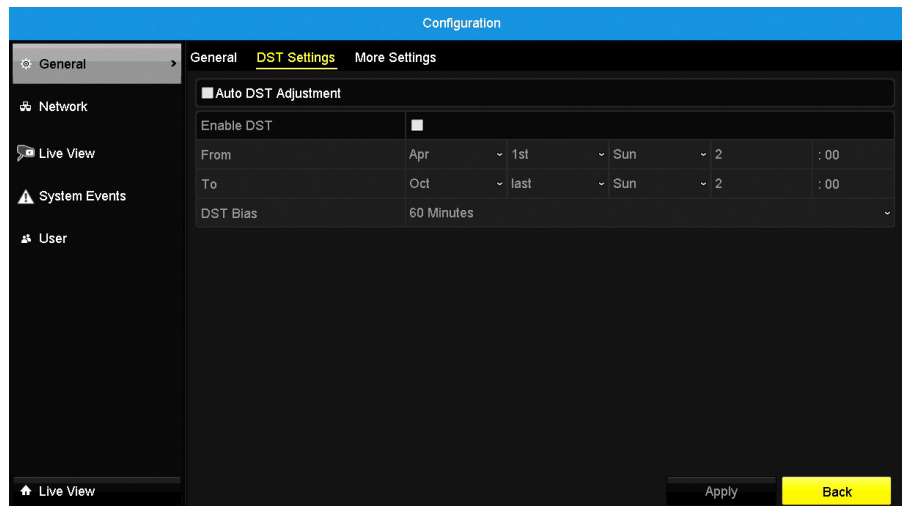 Configuration
General
Network
Live View
System Events
User
Live View
General DST Settings More Settings
Auto DST Adjustment
Enable DST
From Apr 1st Sun 2 : 00
To Oct last Sun 2 : 00
DST Bias 60 Minutes
Apply Back